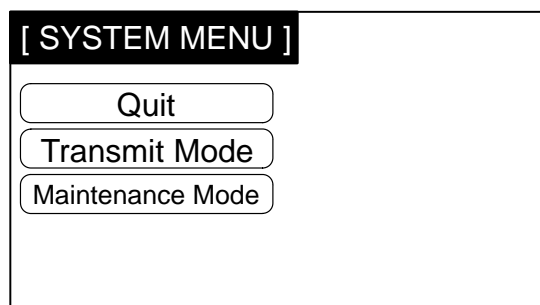 [ SYSTEM MENU ]
Quit
Transmit Mode
Maintenance Mode